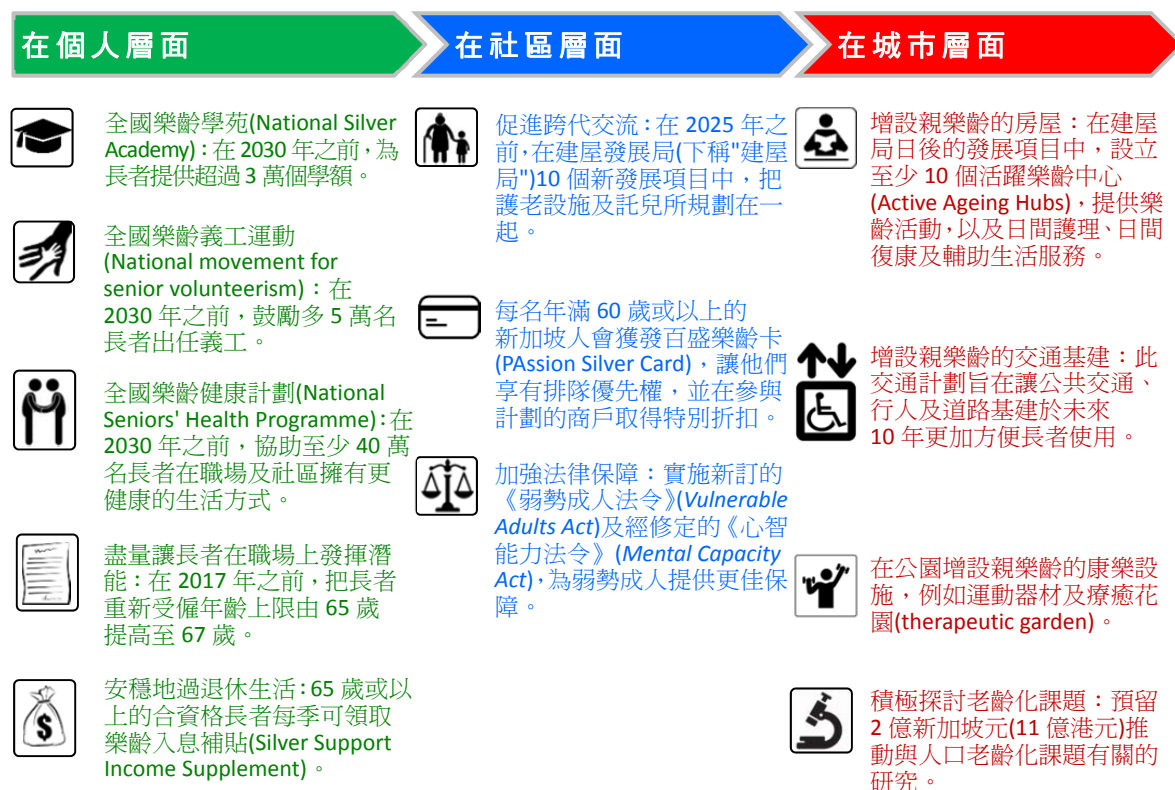 在個人層面
全國樂齡學苑(National Silver
Academy)：在 2030 年之前，為
長者提供超過 3 萬個學額。
全國樂齡義工運動
(National movement for
senior volunteerism)：在
2030 年之前，鼓勵多 5 萬名
長者出任義工。
全國樂齡健康計劃(National
Seniors' Health Programme)：在
2030 年之前，協助至少 40 萬
名長者在職場及社區擁有更
健康的生活方式。
盡量讓長者在職場上發揮潛
能：在 2017 年之前，把長者
重新受僱年齡上限由 65 歲
提高至 67 歲。
安穩地過退休生活：65 歲或以
上的合資格長者每季可領取
樂齡入息補貼(Silver Support
Income Supplement)。
在社區層面
促進跨代交流：在 2025 年之
前，在建屋發展局(下稱"建屋
局")10 個新發展項目中，把
護老設施及託兒所規劃在一
起。
每名年滿 60 歲或以上的
新加坡人會獲發百盛樂齡卡
(PAssion Silver Card)，讓他們
享有排隊優先權，並在參與
計劃的商戶取得特別折扣。
加強法律保障：實施新訂的
《弱勢成人法令》(Vulnerable
Adults Act)及經修定的《心智
能力法令》(Mental Capacity
Act)，為弱勢成人提供更佳保
障。
在城市層面
增設親樂齡的房屋：在建屋
局日後的發展項目中，設立
至少 10 個活躍樂齡中心
(Active Ageing Hubs)，提供樂
齡活動，以及日間護理、日間
復康及輔助生活服務。
增設親樂齡的交通基建：此
交通計劃旨在讓公共交通、
行人及道路基建於未來
10 年更加方便長者使用。
在公園增設親樂齡的康樂設
施，例如運動器材及療癒花
園(therapeutic garden)。
積極探討老齡化課題：預留
2 億新加坡元(11 億港元)推
動與人口老齡化課題有關的
研究。